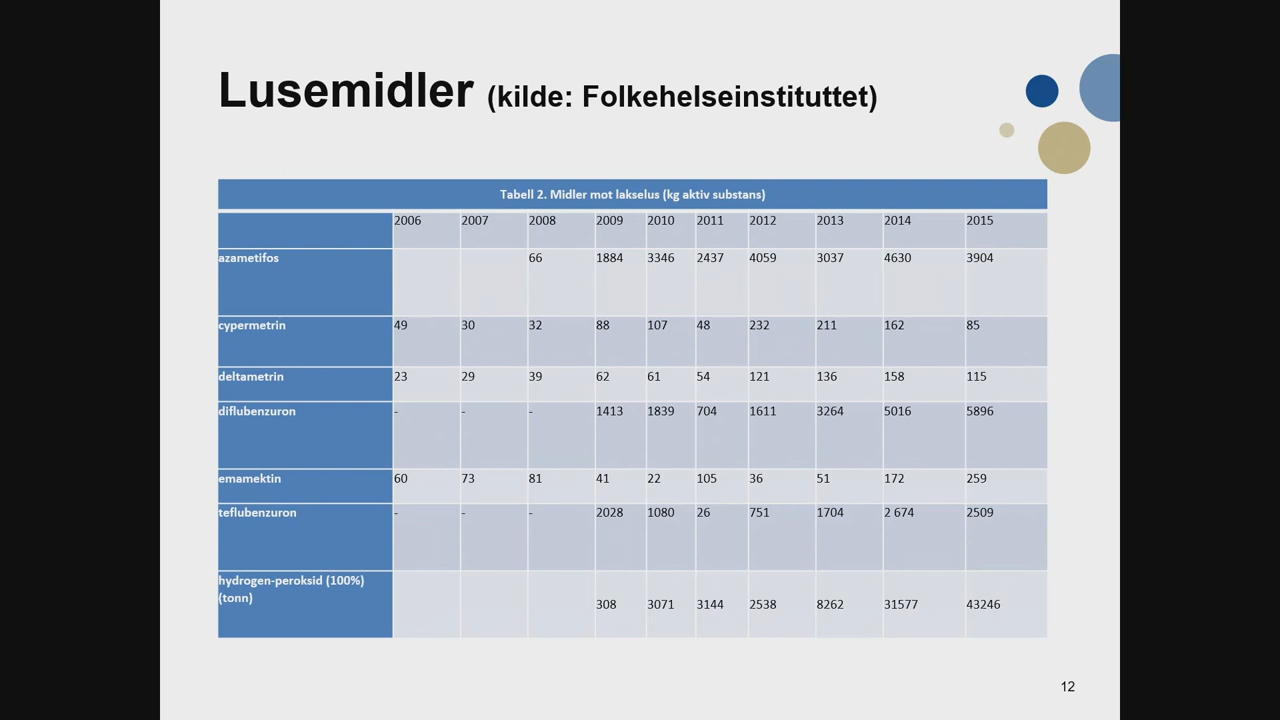 Lusemidler (kilde: Folkehelseinstituttet)
Tabell 2. Midler mot lakselus (kg aktiv substans)
2006 2007 2008 2009 2010 2011 2012 2013 2014 2015
azametifos 66 1884 3346 2437 4059 3037 4630 3904
cypermetrin 49 30 32 88 107 48 232 211 162 85
deltametrin 23 29 39 62 61 54 121 136 158 115
diflubenzuron - - - 1413 1839 704 1611 3264 5016 5896
emamektin 60 73 81 41 22 105 36 51 172 259
teflubenzuron - - - 2028 1080 26 751 1704 2 674 2509
hydrogen-peroksid (100%)
(tonn) 308 3071 3144 2538 8262 31577 43246
12